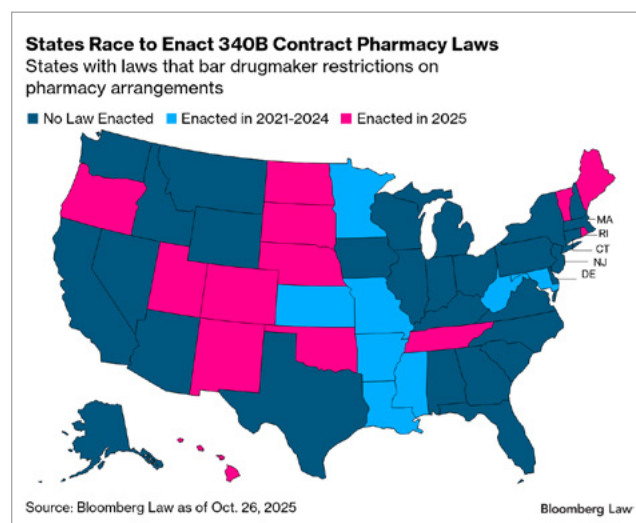 States Race to Enact 340B Contract Pharmacy Laws
States with laws that bar drugmaker restrictions on
pharmacy arrangements
No Law Enacted Enacted in 2021-2024 Enacted in 2025
MA
RI
CT
NJ
DE
Source: Bloomberg Law as of Oct. 26, 2025 Bloomberg Law